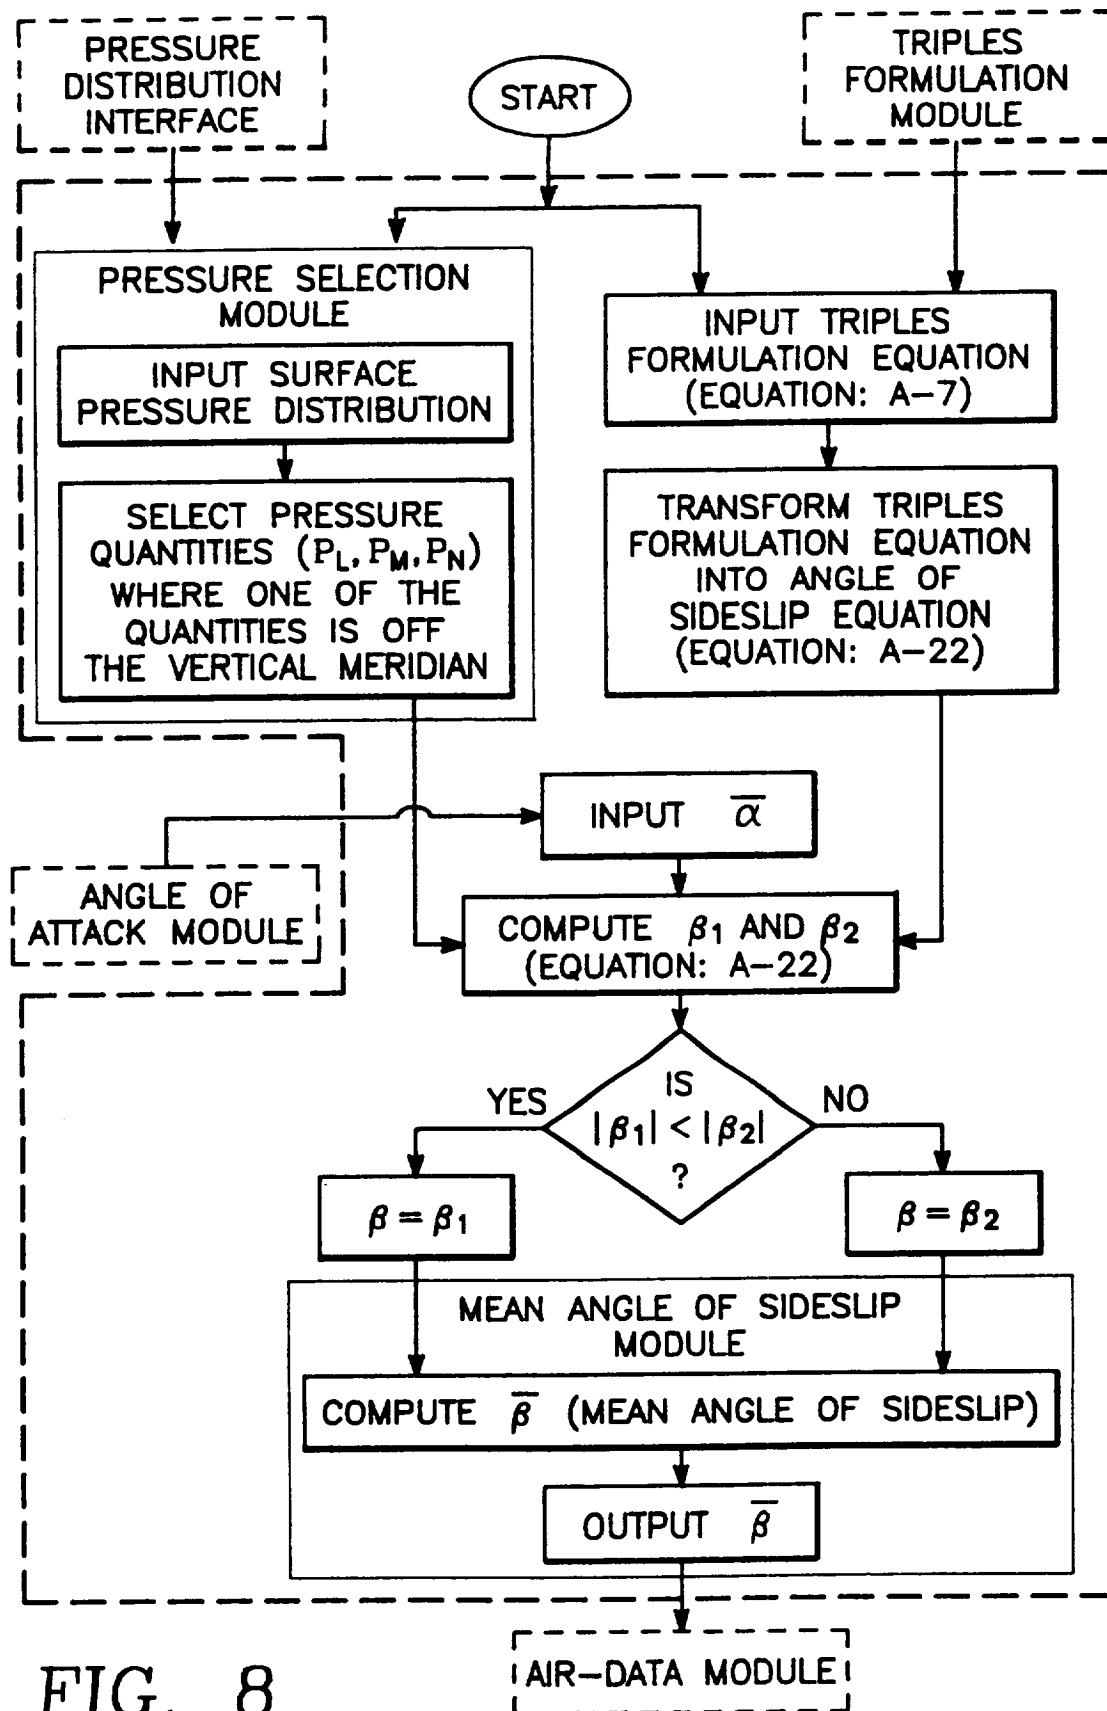 PRESSURE
DISTRIBUTION
INTERFACE
START
TRIPLES
FORMULATION
MODULE
PRESSURE SELECTION
MODULE
INPUT SURFACE
PRESSURE DISTRIBUTION
SELECT PRESSURE
QUANTITIES (P_L, P_M, P_N)
WHERE ONE OF THE
QUANTITIES IS OFF
THE VERTICAL MERIDIAN
INPUT TRIPLES
FORMULATION EQUATION
(EQUATION: A-7)
TRANSFORM TRIPLES
FORMULATION EQUATION
INTO ANGLE OF
SIDESLIP EQUATION
(EQUATION: A-22)
INPUT α̅
ANGLE OF
ATTACK MODULE
COMPUTE β₁ AND β₂
(EQUATION: A-22)
IS
|β₁| < |β₂|
?
YES
NO
β = β₁
β = β₂
MEAN ANGLE OF SIDESLIP
MODULE
COMPUTE β̅ (MEAN ANGLE OF SIDESLIP)
OUTPUT β̅
AIR-DATA MODULE
FIG. 8